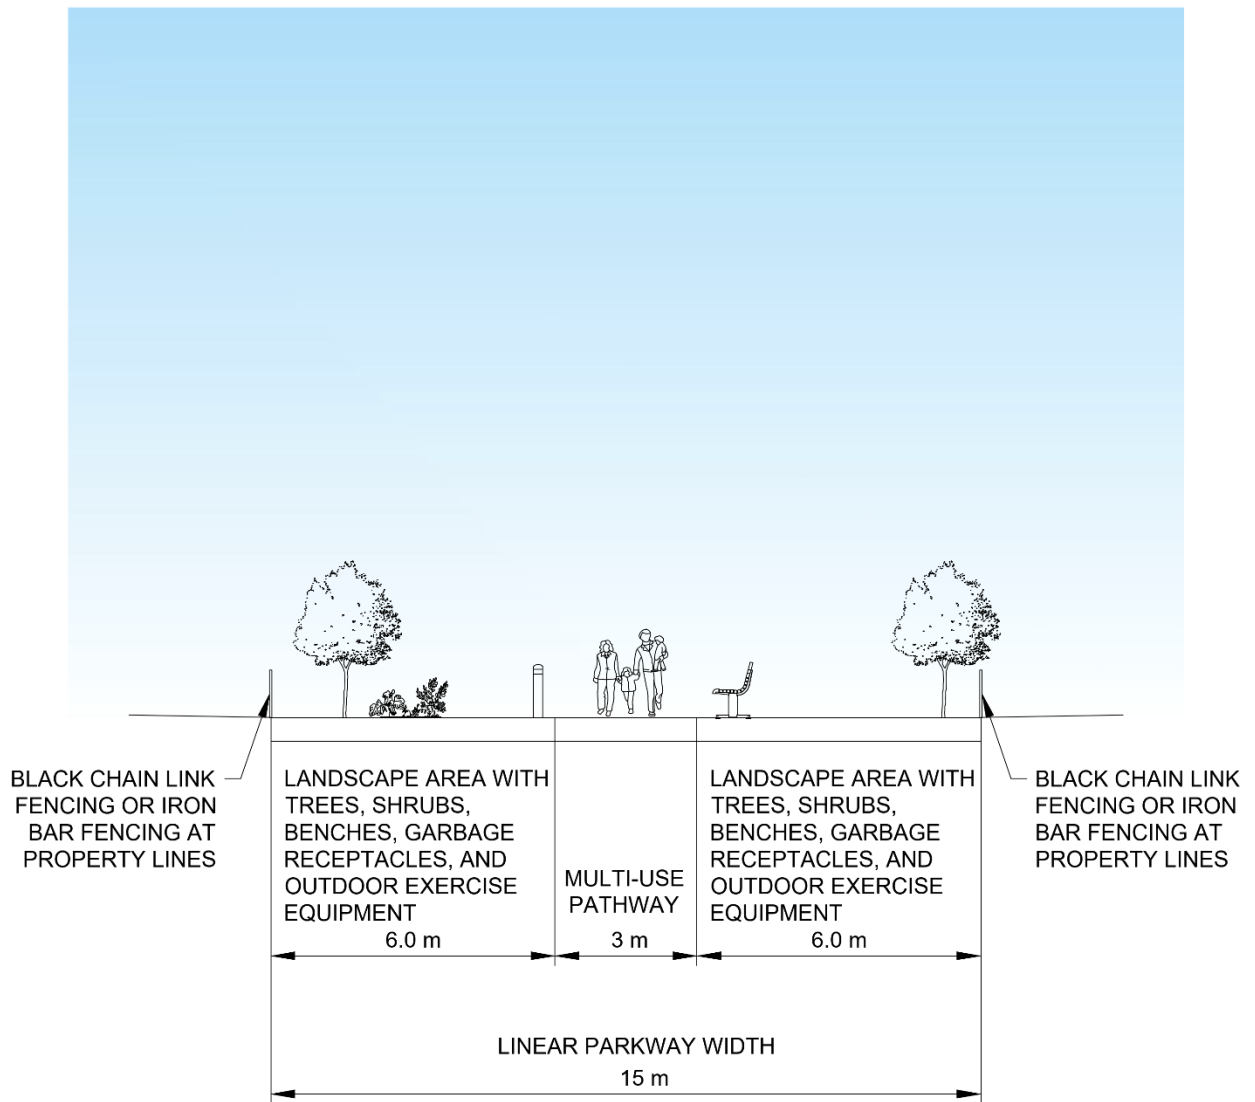 BLACK CHAIN LINK
FENCING OR IRON
BAR FENCING AT
PROPERTY LINES
LANDSCAPE AREA WITH
TREES, SHRUBS,
BENCHES, GARBAGE
RECEPTACLES, AND
OUTDOOR EXERCISE
EQUIPMENT
6.0 m
MULTI-USE
PATHWAY
3 m
LANDSCAPE AREA WITH
TREES, SHRUBS,
BENCHES, GARBAGE
RECEPTACLES, AND
OUTDOOR EXERCISE
EQUIPMENT
6.0 m
BLACK CHAIN LINK
FENCING OR IRON
BAR FENCING AT
PROPERTY LINES
LINEAR PARKWAY WIDTH
15 m